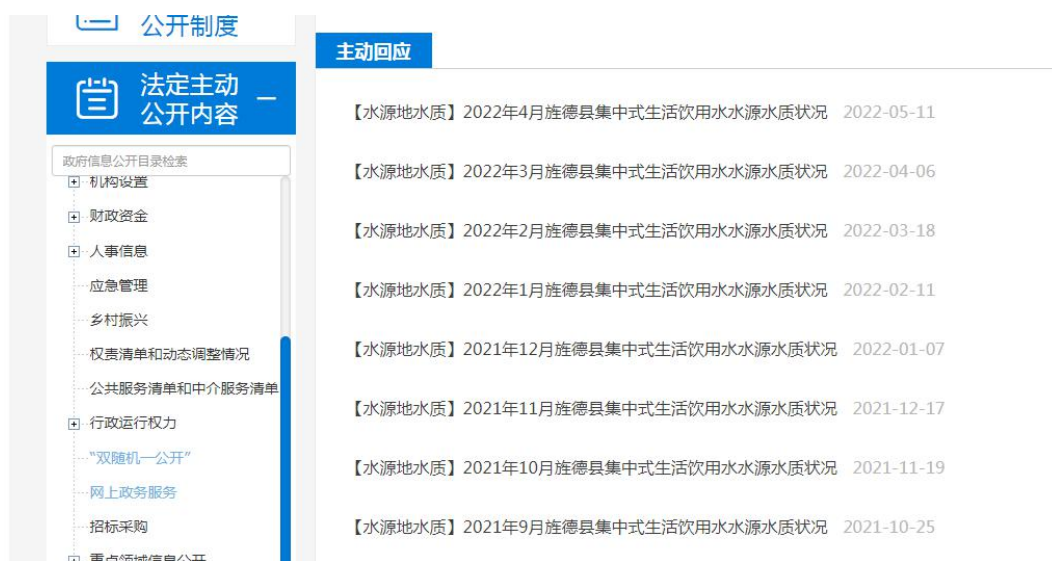 公开制度
法定主动
公开内容
政府信息公开目录检索
机构设置
财政资金
人事信息
应急管理
乡村振兴
权责清单和动态调整情况
公共服务清单和中介服务清单
行政运行权力
“双随机一公开”
网上政务服务
招标采购
重点领域信息公开
主动回应
【水源地水质】2022年4月旌德县集中式生活饮用水水源水质状况 2022-05-11
【水源地水质】2022年3月旌德县集中式生活饮用水水源水质状况 2022-04-06
【水源地水质】2022年2月旌德县集中式生活饮用水水源水质状况 2022-03-18
【水源地水质】2022年1月旌德县集中式生活饮用水水源水质状况 2022-02-11
【水源地水质】2021年12月旌德县集中式生活饮用水水源水质状况 2022-01-07
【水源地水质】2021年11月旌德县集中式生活饮用水水源水质状况 2021-12-17
【水源地水质】2021年10月旌德县集中式生活饮用水水源水质状况 2021-11-19
【水源地水质】2021年9月旌德县集中式生活饮用水水源水质状况 2021-10-25